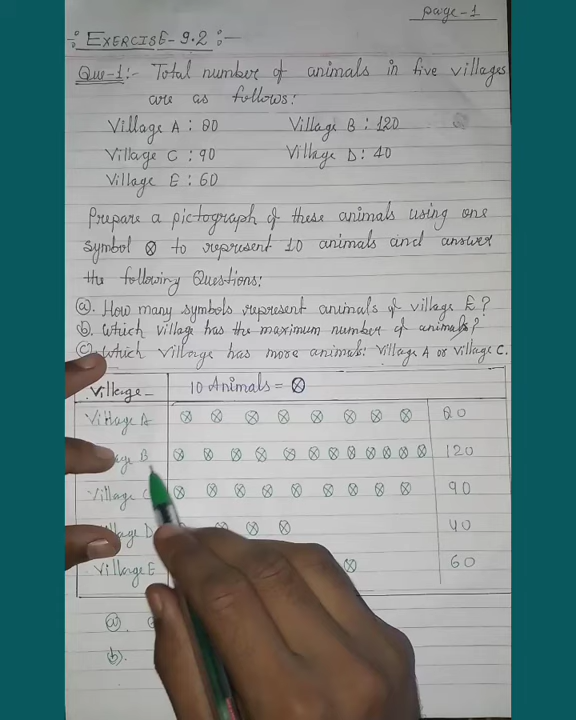 page-1
EXERCISE-9.2
Que-1:- Total number of animals in five villages
are as follows:
Village A : 80 Village B : 120
Village C : 90 Village D : 40
Village E : 60
Prepare a pictograph of these animals using one
symbol ⊗ to represent 10 animals and answer
the following Questions:
(a). How many symbols represent animals of village E?
(b). Which village has the maximum number of animals?
(c). Which village has more animals: Village A or Village C.
Village 10 Animals = ⊗
Village A ⊗ ⊗ ⊗ ⊗ ⊗ ⊗ ⊗ ⊗ 80
B ⊗ ⊗ ⊗ ⊗ ⊗ ⊗ ⊗ ⊗ ⊗ ⊗ ⊗ ⊗ 120
Village C ⊗ ⊗ ⊗ ⊗ ⊗ ⊗ ⊗ ⊗ ⊗ 90
D ⊗ ⊗ ⊗ 40
Village E ⊗ 60
(a).
(b).